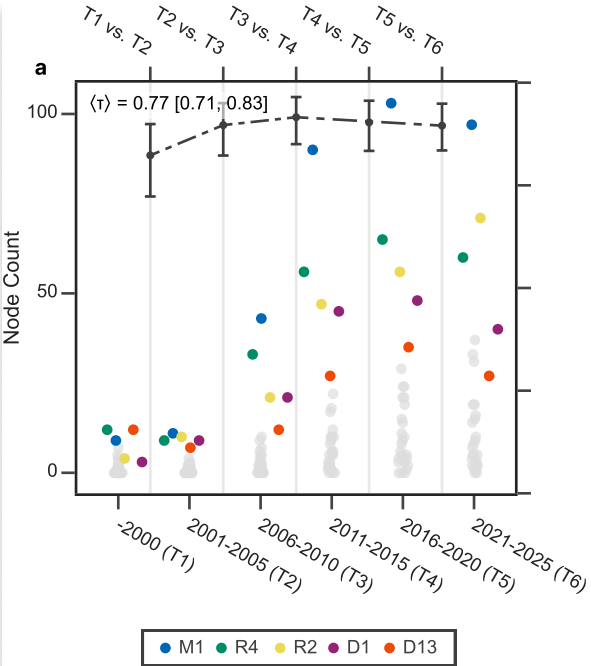 T1 vs. T2
T2 vs. T3
T3 vs. T4
T4 vs. T5
T5 vs. T6
a
⟨τ⟩ = 0.77 [0.71, 0.83]
100
50
0
Node Count
-2000 (T1)
2001-2005 (T2)
2006-2010 (T3)
2011-2015 (T4)
2016-2020 (T5)
2021-2025 (T6)
M1 R4 R2 D1 D13